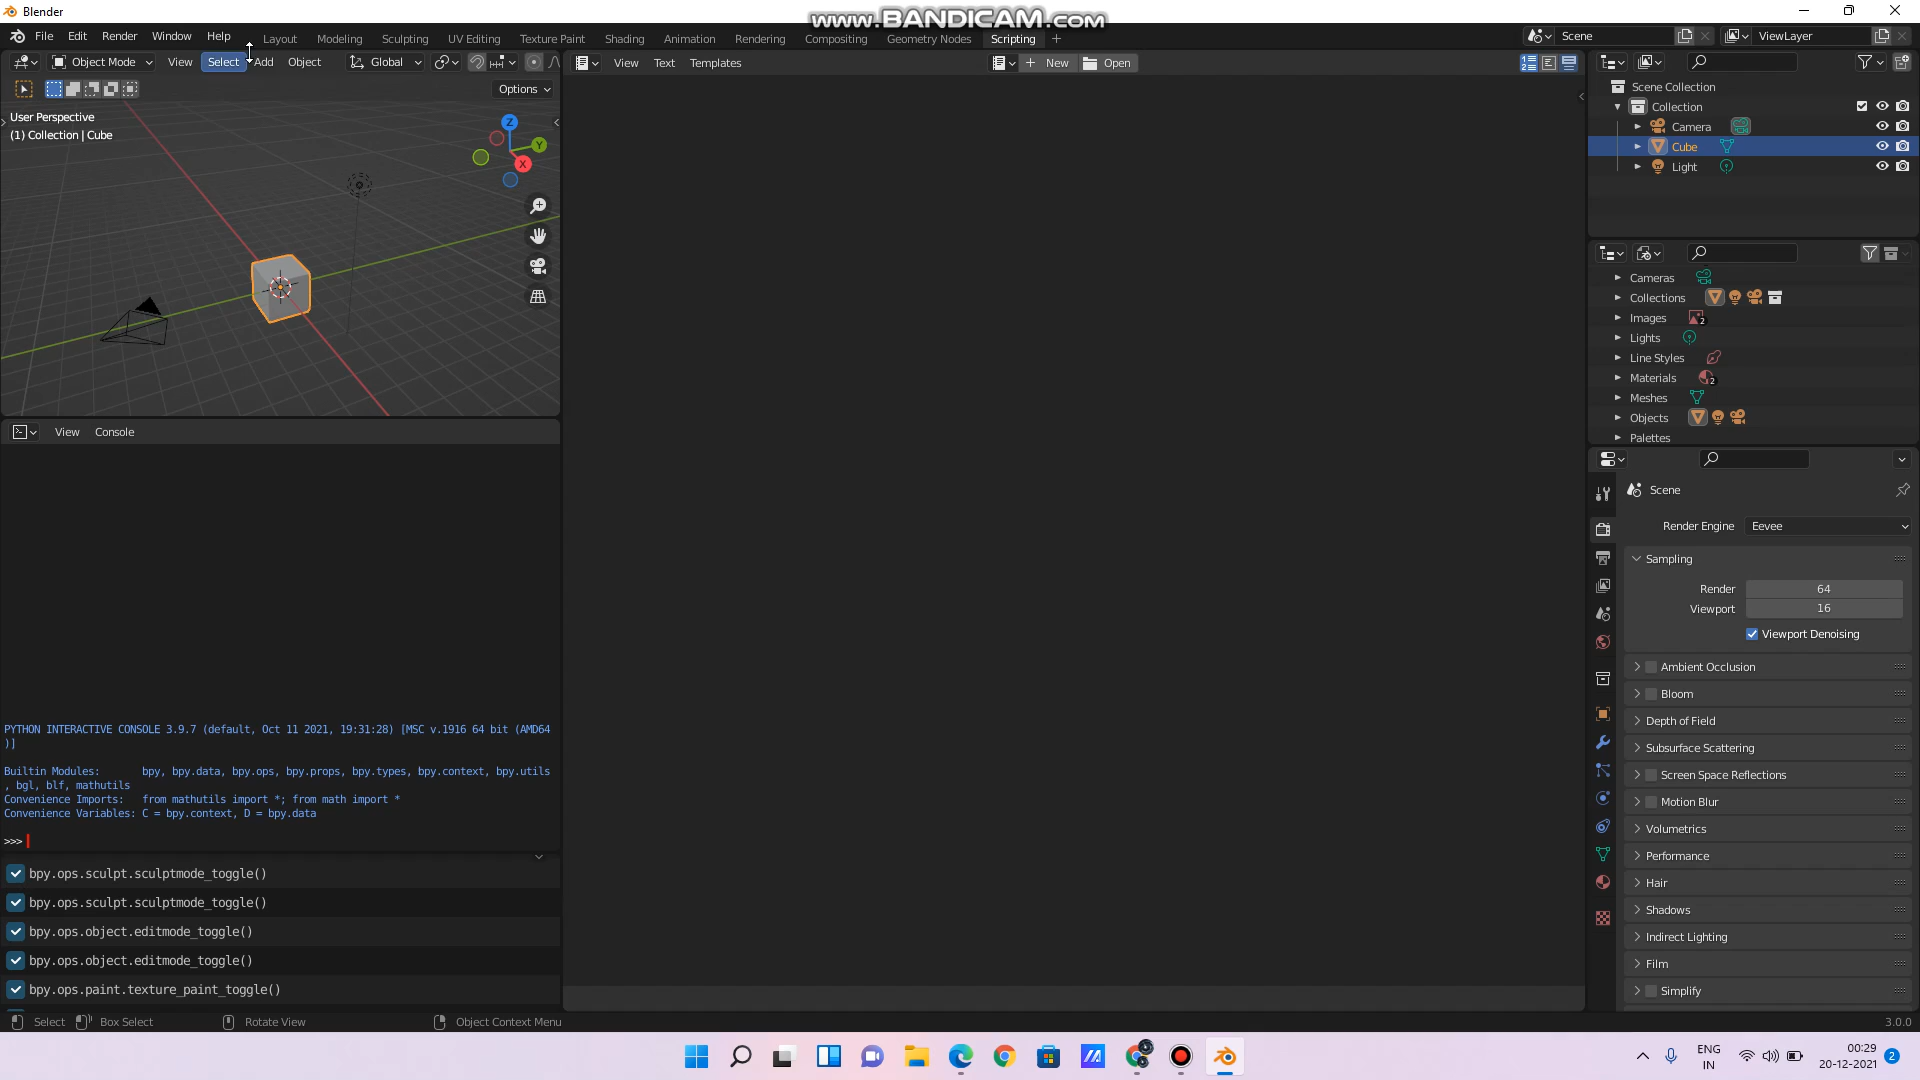 Blender
www.BANDICAM.com
File Edit Render Window Help Layout Modeling Sculpting UV Editing Texture Paint Shading Animation Rendering Compositing Geometry Nodes Scripting + Scene ViewLayer
Object Mode View Select Add Object Global View Text Templates + New Open
Options
User Perspective
(1) Collection | Cube
Z
Y
X
Scene Collection
Collection
Camera
Cube
Light
Cameras
Collections
Images 2
Lights
Line Styles
Materials 2
Meshes
Objects
Palettes
View Console
PYTHON INTERACTIVE CONSOLE 3.9.7 (default, Oct 11 2021, 19:31:28) [MSC v.1916 64 bit (AMD64
)]
Builtin Modules: bpy, bpy.data, bpy.ops, bpy.props, bpy.types, bpy.context, bpy.utils
, bgl, blf, mathutils
Convenience Imports: from mathutils import *; from math import *
Convenience Variables: C = bpy.context, D = bpy.data
>>>
bpy.ops.sculpt.sculptmode_toggle()
bpy.ops.sculpt.sculptmode_toggle()
bpy.ops.object.editmode_toggle()
bpy.ops.object.editmode_toggle()
bpy.ops.paint.texture_paint_toggle()
Scene
Render Engine Eevee
Sampling
Render 64
Viewport 16
Viewport Denoising
Ambient Occlusion
Bloom
Depth of Field
Subsurface Scattering
Screen Space Reflections
Motion Blur
Volumetrics
Performance
Hair
Shadows
Indirect Lighting
Film
Simplify
Select Box Select Rotate View Object Context Menu 3.0.0
ENG
IN
00:29
20-12-2021
2